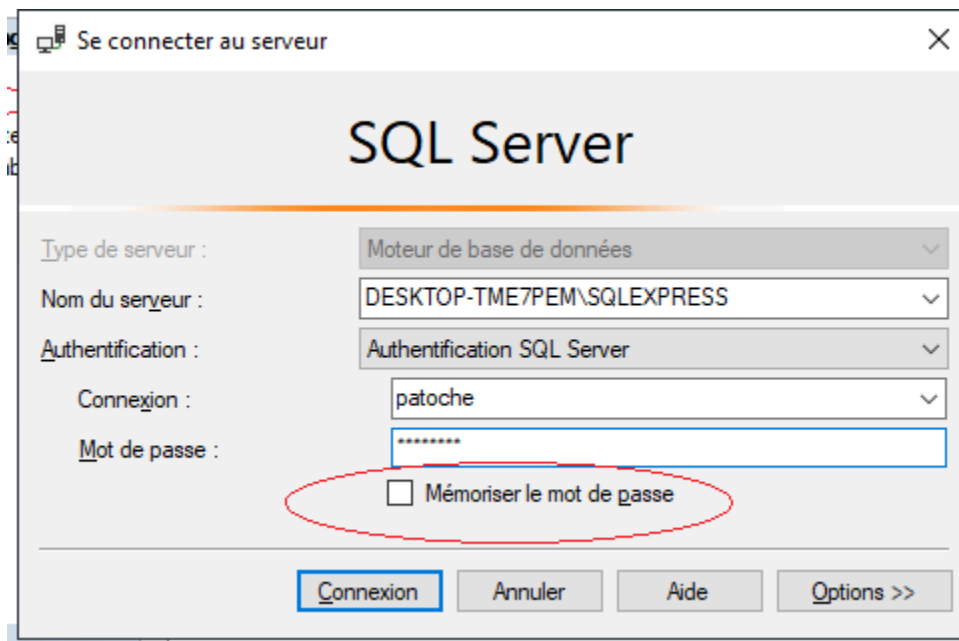 Se connecter au serveur
SQL Server
Type de serveur : Moteur de base de données
Nom du serveur : DESKTOP-TME7PEM\SQLEXPRESS
Authentification : Authentification SQL Server
Connexion : patoche
Mot de passe : ********
Mémoriser le mot de passe
Connexion Annuler Aide Options >>